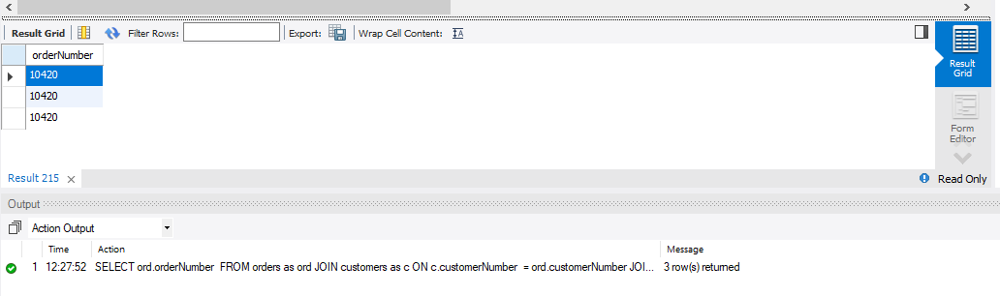 Result Grid Filter Rows: Export: Wrap Cell Content: IA
orderNumber
10420
10420
10420
Result Grid
Form Editor
Result 215 × Read Only
Output
Action Output
Time Action Message
1 12:27:52 SELECT ord.orderNumber FROM orders as ord JOIN customers as c ON c.customerNumber = ord.customerNumber JOI... 3 row(s) returned